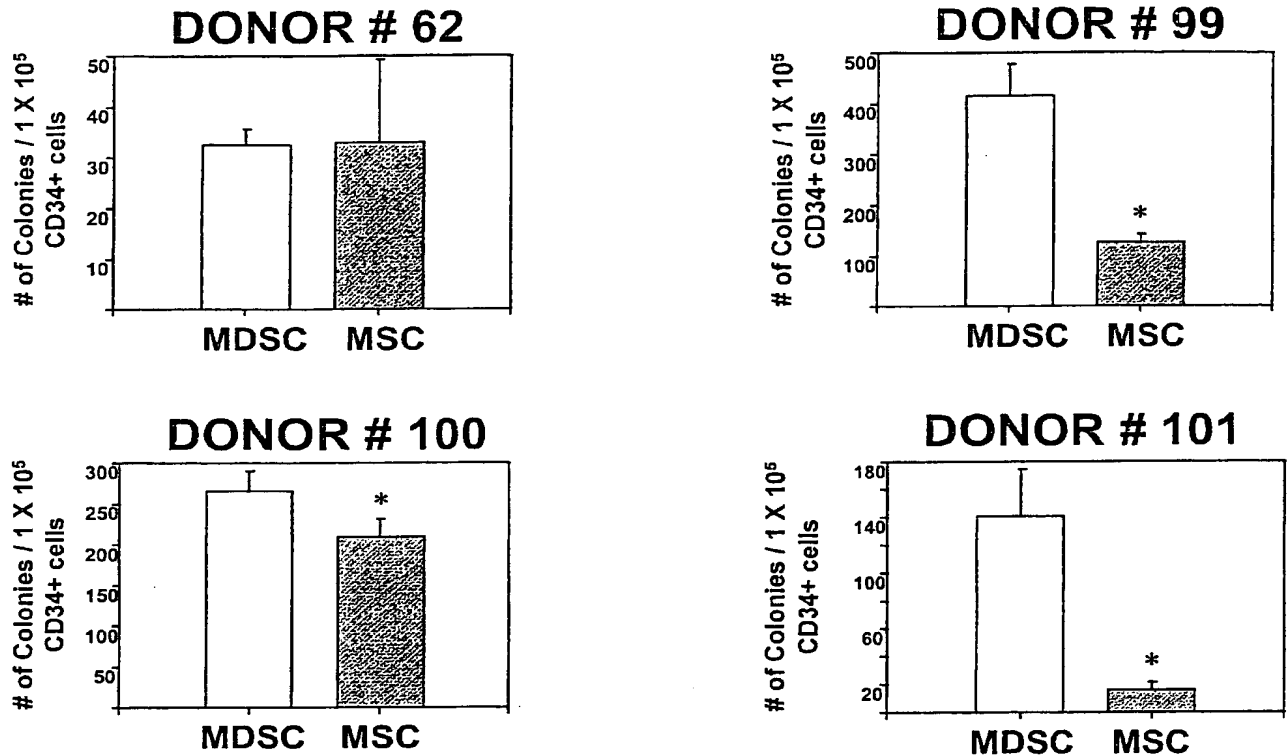 DONOR # 62
# of Colonies / 1 X 10⁵
CD34+ cells
50
40
30
20
10
MDSC MSC
DONOR # 99
# of Colonies / 1 X 10⁵
CD34+ cells
500
400
300
200
100
*
MDSC MSC
DONOR # 100
# of Colonies / 1 X 10⁵
CD34+ cells
300
250
200
150
100
50
*
MDSC MSC
DONOR # 101
# of Colonies / 1 X 10⁵
CD34+ cells
180
140
60
20
*
MDSC MSC